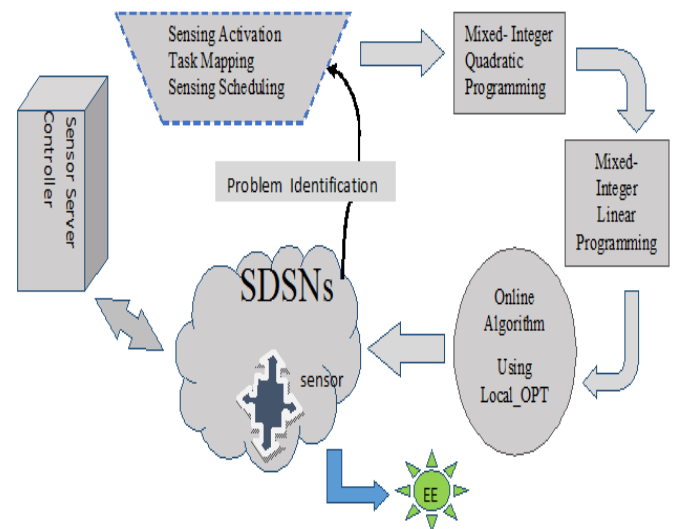 Sensing Activation
Task Mapping
Sensing Scheduling
Mixed- Integer
Quadratic
Programming
Mixed-
Integer
Linear
Programming
Online
Algorithm
Using
Local_OPT
Problem Identification
SDSNs
sensor
Sensor Server
Controller
EE